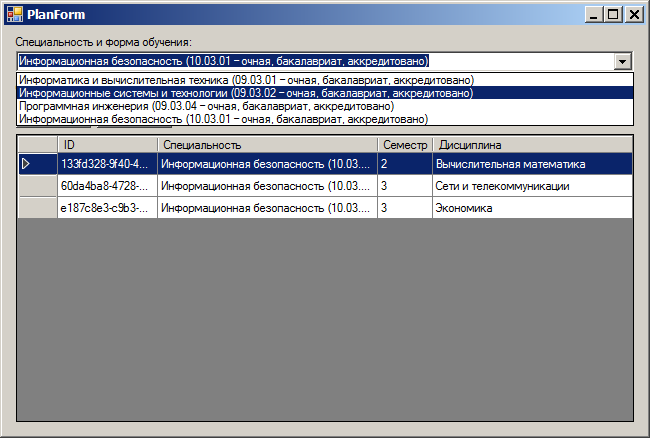 PlanForm
Специальность и форма обучения:
Информационная безопасность (10.03.01 – очная, бакалавриат, аккредитовано)
Информатика и вычислительная техника (09.03.01 – очная, бакалавриат, аккредитовано)
Информационные системы и технологии (09.03.02 – очная, бакалавриат, аккредитовано)
Программная инженерия (09.03.04 – очная, бакалавриат, аккредитовано)
Информационная безопасность (10.03.01 – очная, бакалавриат, аккредитовано)
ID Специальность Семестр Дисциплина
133fd328-9f40-4... Информационная безопасность (10.03.... 2 Вычислительная математика
60da4ba8-4728-... Информационная безопасность (10.03.... 3 Сети и телекоммуникации
e187c8e3-c9b3-... Информационная безопасность (10.03.... 3 Экономика